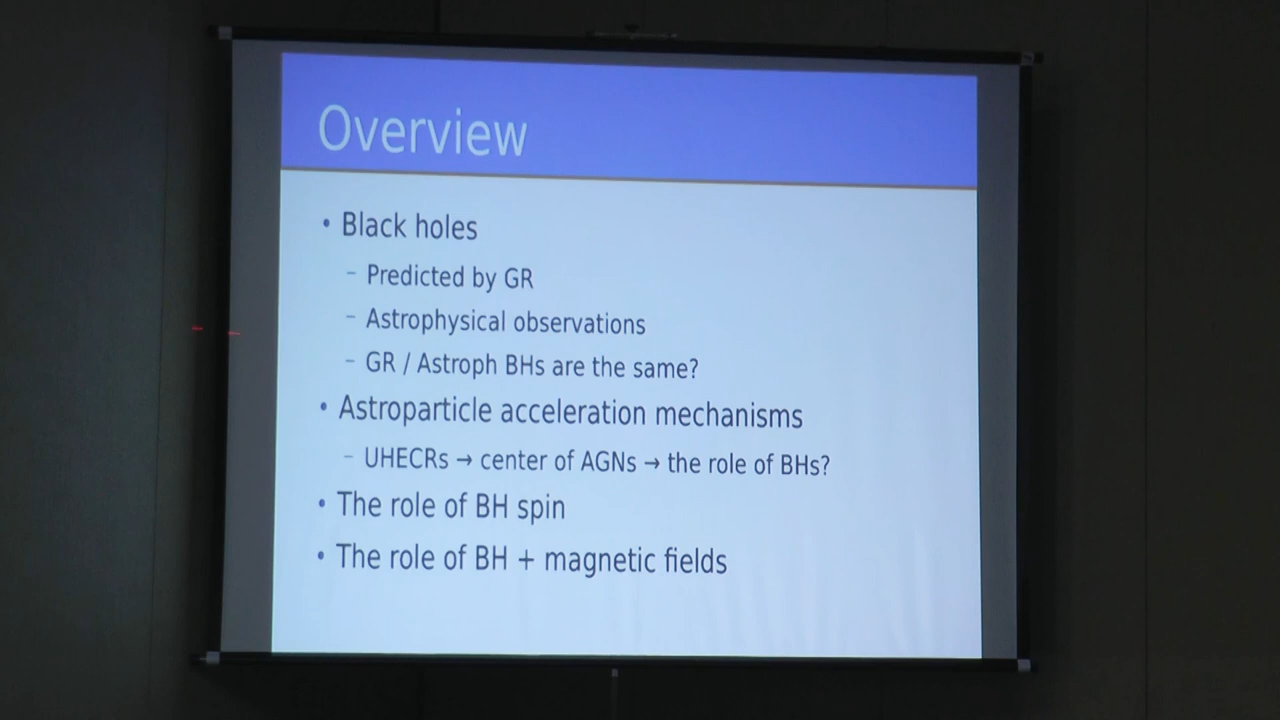 Overview
• Black holes
– Predicted by GR
– Astrophysical observations
– GR / Astroph BHs are the same?
• Astroparticle acceleration mechanisms
– UHECRs → center of AGNs → the role of BHs?
• The role of BH spin
• The role of BH + magnetic fields